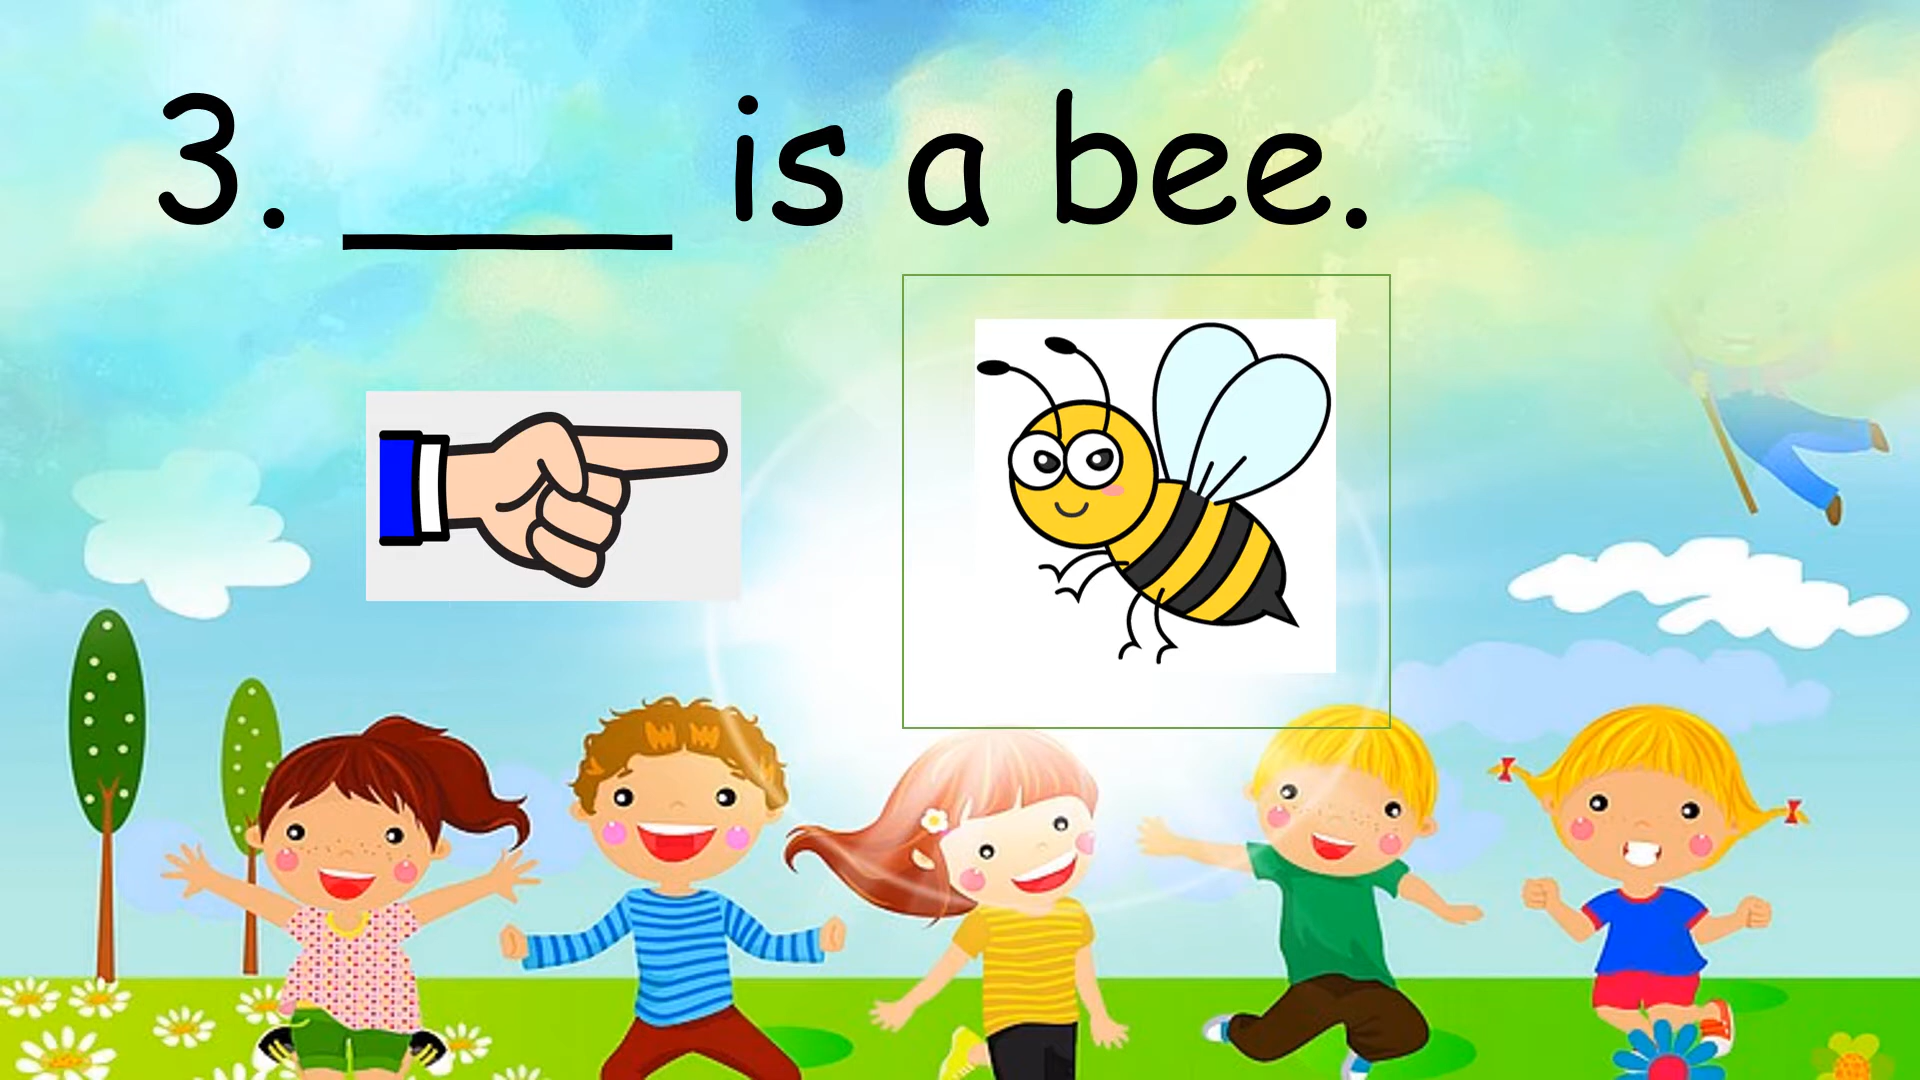 3. ____ is a bee.